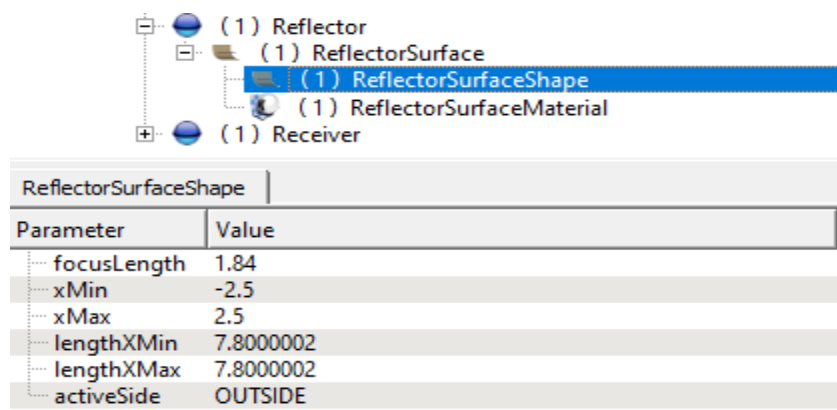 (1) Reflector
(1) ReflectorSurface
(1) ReflectorSurfaceShape
(1) ReflectorSurfaceMaterial
(1) Receiver
ReflectorSurfaceShape
Parameter Value
focusLength 1.84
xMin -2.5
xMax 2.5
lengthXMin 7.8000002
lengthXMax 7.8000002
activeSide OUTSIDE